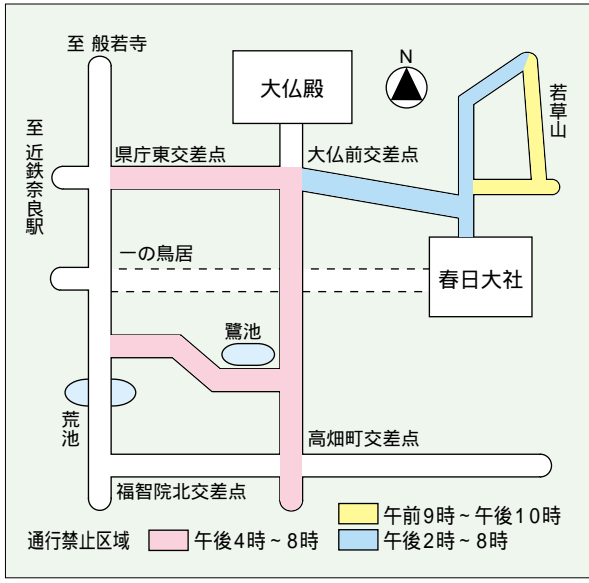 至 般若寺
大仏殿
N
若草山
至 近鉄奈良駅
県庁東交差点
大仏前交差点
一の鳥居
春日大社
鷺池
荒池
高畑町交差点
福智院北交差点
午前9時～午後10時
通行禁止区域
午後4時～8時
午後2時～8時